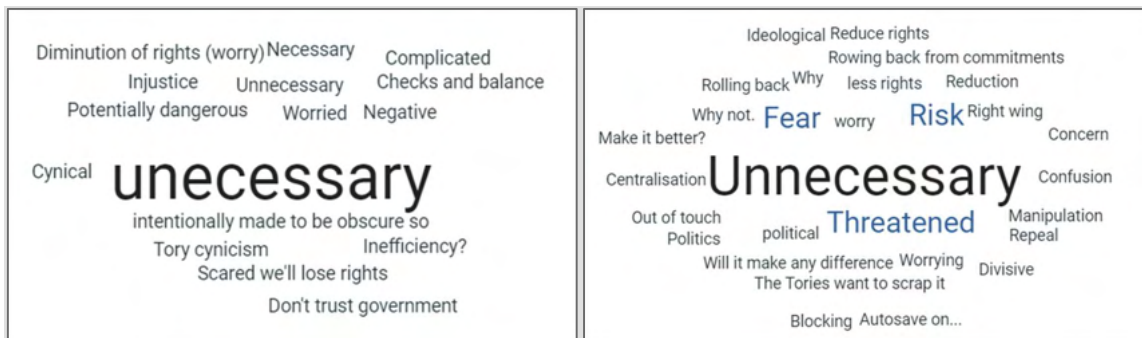 Diminution of rights (worry) Necessary
Complicated
Injustice Unnecessary Checks and balance
Potentially dangerous Worried Negative
Cynical unecessary
intentionally made to be obscure so
Tory cynicism Inefficiency?
Scared we'll lose rights
Don't trust government
Ideological Reduce rights
Rowing back from commitments
Rolling back Why less rights Reduction
Why not. Fear worry Risk Right wing
Make it better? Concern
Centralisation Unnecessary Confusion
Out of touch Threatened Manipulation
Politics political Repeal
Will it make any difference Worrying Divisive
The Tories want to scrap it
Blocking Autosave on...